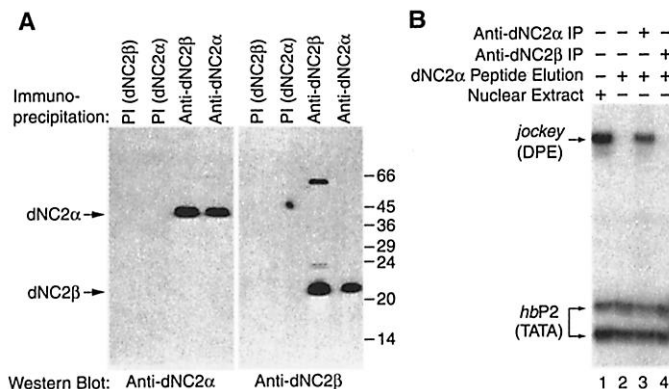 A
Immuno-
precipitation:
PI (dNC2β)
PI (dNC2α)
Anti-dNC2β
Anti-dNC2α
PI (dNC2β)
PI (dNC2α)
Anti-dNC2β
Anti-dNC2α
dNC2α
dNC2β
66
45
36
29
24
20
14
Western Blot: Anti-dNC2α Anti-dNC2β
B
Anti-dNC2α IP – – + –
Anti-dNC2β IP – – – +
dNC2α Peptide Elution – + + +
Nuclear Extract + – – –
jockey
(DPE)
hbP2
(TATA)
1 2 3 4